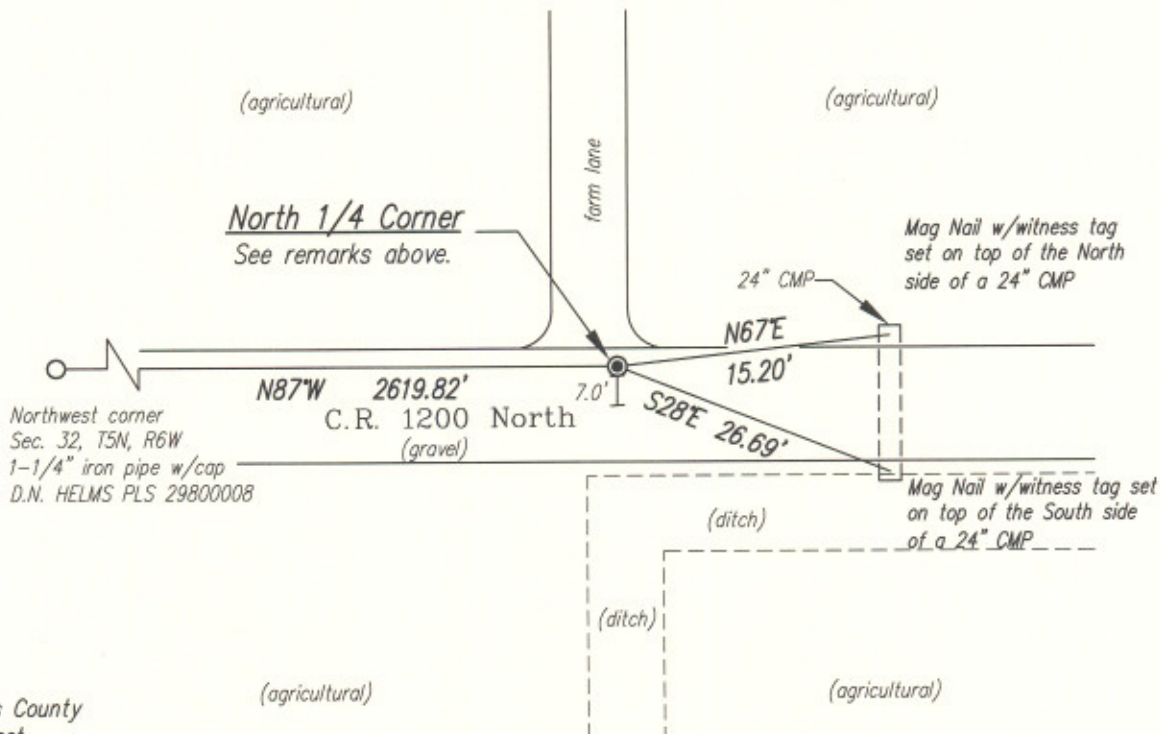 (agricultural)
(agricultural)
farm lane
North 1/4 Corner
See remarks above.
Mag Nail w/witness tag
set on top of the North
side of a 24" CMP
24" CMP
N67°E
15.20'
N87°W 2619.82'
7.0'
C.R. 1200 North
(gravel)
S28°E 26.69'
Northwest corner
Sec. 32, T5N, R6W
1-1/4" iron pipe w/cap
D.N. HELMS PLS 29800008
Mag Nail w/witness tag set
on top of the South side
of a 24" CMP
(ditch)
(ditch)
(agricultural)
(agricultural)
County